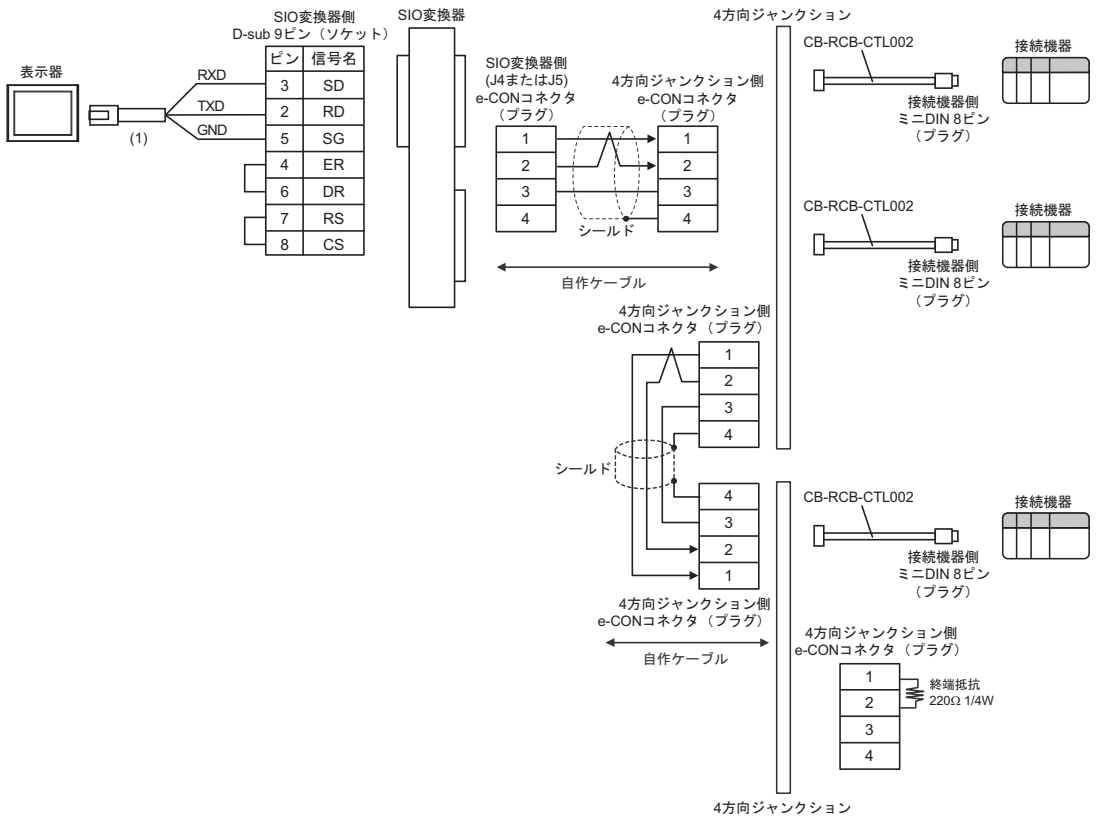 表示器
RXD
TXD
GND
(1)
SIO変換器側
D-sub 9ピン（ソケット）
ピン 信号名
3 SD
2 RD
5 SG
4 ER
6 DR
7 RS
8 CS
SIO変換器
SIO変換器側
(J4またはJ5)
e-CONコネクタ
（プラグ）
1
2
3
4
シールド
4方向ジャンクション側
e-CONコネクタ
（プラグ）
1
2
3
4
自作ケーブル
4方向ジャンクション
CB-RCB-CTL002
接続機器側
ミニDIN 8ピン
（プラグ）
接続機器
CB-RCB-CTL002
接続機器側
ミニDIN 8ピン
（プラグ）
接続機器
4方向ジャンクション側
e-CONコネクタ（プラグ）
1
2
3
4
シールド
4
3
2
1
4方向ジャンクション側
e-CONコネクタ（プラグ）
自作ケーブル
CB-RCB-CTL002
接続機器側
ミニDIN 8ピン
（プラグ）
接続機器
4方向ジャンクション側
e-CONコネクタ（プラグ）
1
2
3
4
終端抵抗
220Ω 1/4W
4方向ジャンクション